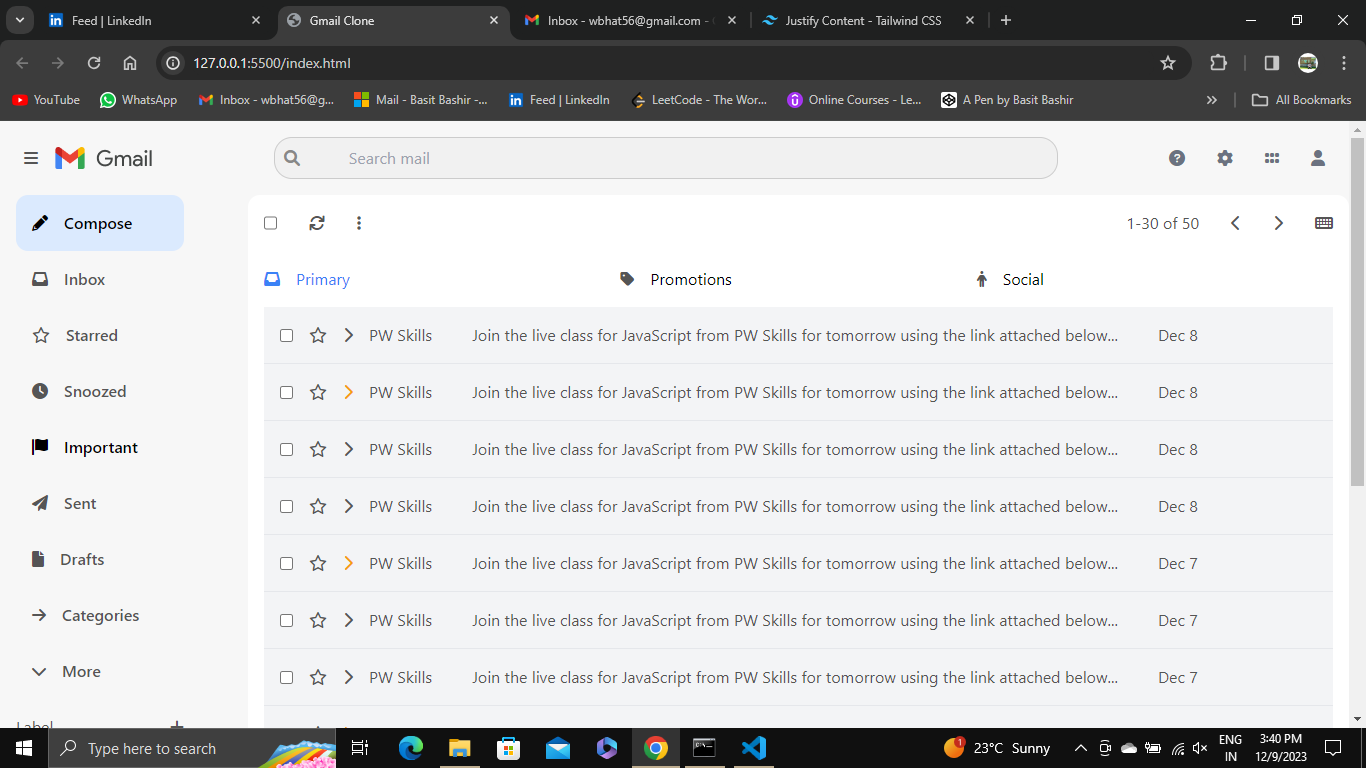 Feed | LinkedIn
Gmail Clone
Inbox - wbhat56@gmail.com -
Justify Content - Tailwind CSS
127.0.0.1:5500/index.html
YouTube
WhatsApp
Inbox - wbhat56@g...
Mail - Basit Bashir -...
Feed | LinkedIn
LeetCode - The Wor...
Online Courses - Le...
A Pen by Basit Bashir
All Bookmarks
Gmail
Search mail
Compose
Inbox
Starred
Snoozed
Important
Sent
Drafts
Categories
More
Label
1-30 of 50
Primary
Promotions
Social
PW Skills Join the live class for JavaScript from PW Skills for tomorrow using the link attached below... Dec 8
PW Skills Join the live class for JavaScript from PW Skills for tomorrow using the link attached below... Dec 8
PW Skills Join the live class for JavaScript from PW Skills for tomorrow using the link attached below... Dec 8
PW Skills Join the live class for JavaScript from PW Skills for tomorrow using the link attached below... Dec 8
PW Skills Join the live class for JavaScript from PW Skills for tomorrow using the link attached below... Dec 7
PW Skills Join the live class for JavaScript from PW Skills for tomorrow using the link attached below... Dec 7
PW Skills Join the live class for JavaScript from PW Skills for tomorrow using the link attached below... Dec 7
Type here to search
1
23°C Sunny
ENG
IN
3:40 PM
12/9/2023